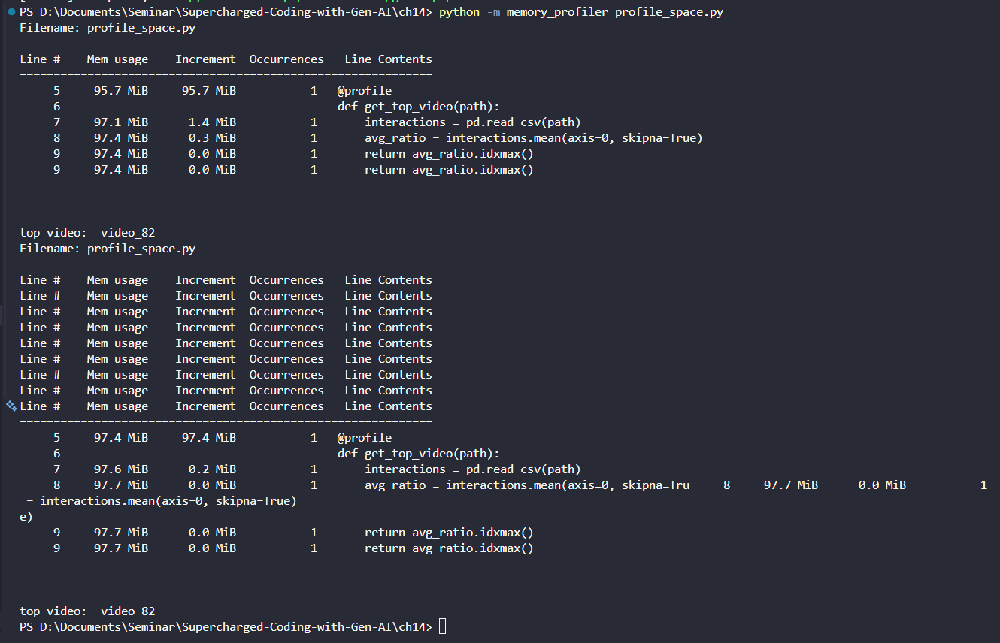 PS D:\Documents\Seminar\Supercharged-Coding-with-Gen-AI\ch14> python -m memory_profiler profile_space.py
Filename: profile_space.py
Line #    Mem usage    Increment  Occurrences   Line Contents
=============================================================
     5     95.7 MiB     95.7 MiB           1   @profile
     6                                         def get_top_video(path):
     7     97.1 MiB      1.4 MiB           1       interactions = pd.read_csv(path)
     8     97.4 MiB      0.3 MiB           1       avg_ratio = interactions.mean(axis=0, skipna=True)
     9     97.4 MiB      0.0 MiB           1       return avg_ratio.idxmax()
     9     97.4 MiB      0.0 MiB           1       return avg_ratio.idxmax()
top video:  video_82
Filename: profile_space.py
Line #    Mem usage    Increment  Occurrences   Line Contents
Line #    Mem usage    Increment  Occurrences   Line Contents
Line #    Mem usage    Increment  Occurrences   Line Contents
Line #    Mem usage    Increment  Occurrences   Line Contents
Line #    Mem usage    Increment  Occurrences   Line Contents
Line #    Mem usage    Increment  Occurrences   Line Contents
Line #    Mem usage    Increment  Occurrences   Line Contents
Line #    Mem usage    Increment  Occurrences   Line Contents
Line #    Mem usage    Increment  Occurrences   Line Contents
=============================================================
     5     97.4 MiB     97.4 MiB           1   @profile
     6                                         def get_top_video(path):
     7     97.6 MiB      0.2 MiB           1       interactions = pd.read_csv(path)
     8     97.7 MiB      0.0 MiB           1       avg_ratio = interactions.mean(axis=0, skipna=Tru     8     97.7 MiB      0.0 MiB           1
 = interactions.mean(axis=0, skipna=True)
e)
     9     97.7 MiB      0.0 MiB           1       return avg_ratio.idxmax()
     9     97.7 MiB      0.0 MiB           1       return avg_ratio.idxmax()
top video:  video_82
PS D:\Documents\Seminar\Supercharged-Coding-with-Gen-AI\ch14>